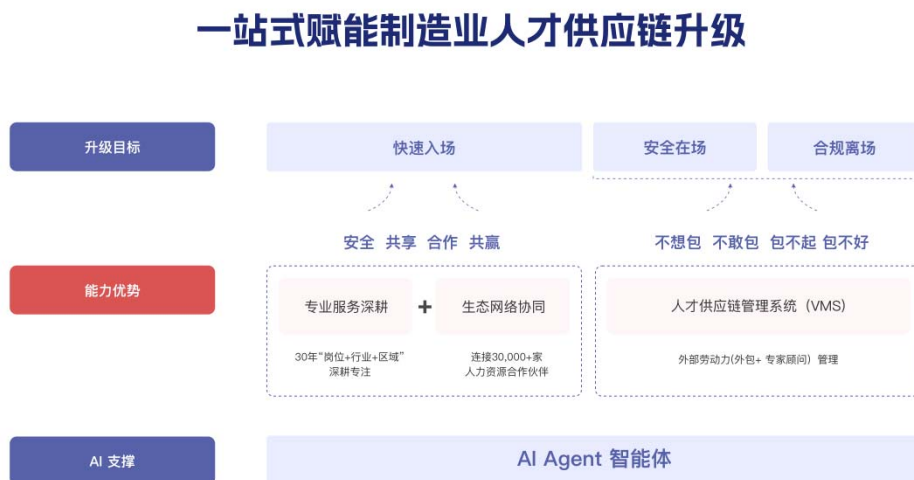 一站式赋能制造业人才供应链升级
升级目标
快速入场
安全在场
合规离场
安全 共享 合作 共赢
不想包 不敢包 包不起 包不好
能力优势
专业服务深耕
+
生态网络协同
人才供应链管理系统（VMS）
30年“岗位+行业+区域”
深耕专注
连接30,000+家
人力资源合作伙伴
外部劳动力(外包+ 专家顾问）管理
AI 支撑
AI Agent 智能体